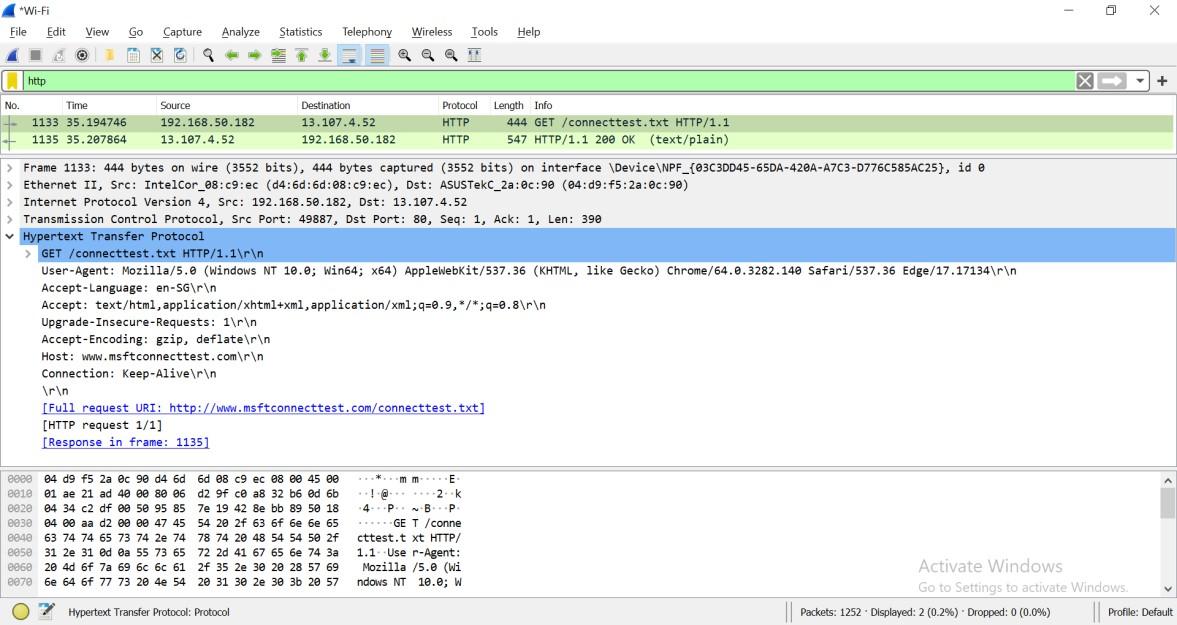 *Wi-Fi
File Edit View Go Capture Analyze Statistics Telephony Wireless Tools Help
http
No. Time Source Destination Protocol Length Info
1133 35.194746 192.168.50.182 13.107.4.52 HTTP 444 GET /connecttest.txt HTTP/1.1
1135 35.207864 13.107.4.52 192.168.50.182 HTTP 547 HTTP/1.1 200 OK (text/plain)
Frame 1133: 444 bytes on wire (3552 bits), 444 bytes captured (3552 bits) on interface \Device\NPF_{03C3DD45-65DA-420A-A7C3-D776C585AC25}, id 0
Ethernet II, Src: IntelCor_08:c9:ec (d4:6d:6d:08:c9:ec), Dst: ASUSTekC_2a:0c:90 (04:d9:f5:2a:0c:90)
Internet Protocol Version 4, Src: 192.168.50.182, Dst: 13.107.4.52
Transmission Control Protocol, Src Port: 49887, Dst Port: 80, Seq: 1, Ack: 1, Len: 390
Hypertext Transfer Protocol
GET /connecttest.txt HTTP/1.1\r\n
User-Agent: Mozilla/5.0 (Windows NT 10.0; Win64; x64) AppleWebKit/537.36 (KHTML, like Gecko) Chrome/64.0.3282.140 Safari/537.36 Edge/17.17134\r\n
Accept-Language: en-SG\r\n
Accept: text/html,application/xhtml+xml,application/xml;q=0.9,*/*;q=0.8\r\n
Upgrade-Insecure-Requests: 1\r\n
Accept-Encoding: gzip, deflate\r\n
Host: www.msftconnecttest.com\r\n
Connection: Keep-Alive\r\n
\r\n
[Full request URI: http://www.msftconnecttest.com/connecttest.txt]
[HTTP request 1/1]
[Response in frame: 1135]
0000 04 d9 f5 2a 0c 90 d4 6d 6d 08 c9 ec 08 00 45 00 ···*···m m·····E·
0010 01 ae 21 ad 40 00 80 06 d2 9f c0 a8 32 b6 0d 6b ··!·@··· ····2··k
0020 04 34 c2 df 00 50 95 85 7e 19 42 8e bb 89 50 18 ·4···P·· ~·B···P·
0030 04 00 aa d2 00 00 47 45 54 20 2f 63 6f 6e 6e 65 ······GE T /conne
0040 63 74 74 65 73 74 2e 74 78 74 20 48 54 54 50 2f cttest.t xt HTTP/
0050 31 2e 31 0d 0a 55 73 65 72 2d 41 67 65 6e 74 3a 1.1··Use r-Agent:
0060 20 4d 6f 7a 69 6c 6c 61 2f 35 2e 30 20 28 57 69 Mozilla /5.0 (Wi
0070 6e 64 6f 77 73 20 4e 54 20 31 30 2e 30 3b 20 57 ndows NT 10.0; W
Activate Windows
Go to Settings to activate Windows.
Hypertext Transfer Protocol: Protocol Packets: 1252 · Displayed: 2 (0.2%) · Dropped: 0 (0.0%) Profile: Default